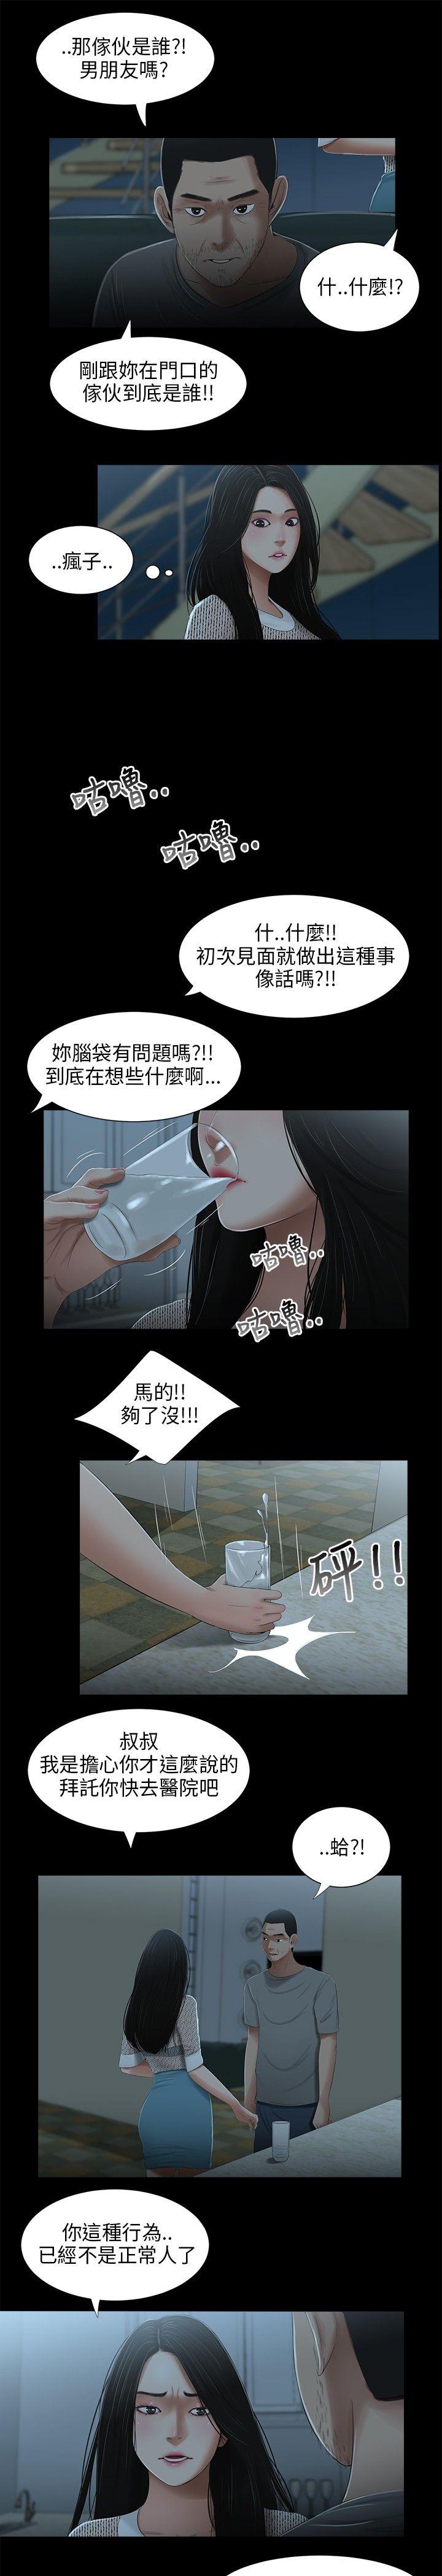 ..那傢伙是誰?!
男朋友嗎?
什..什麼!?
剛跟妳在門口的
傢伙到底是誰!!
..瘋子..
咕嚕..
咕嚕..
什..什麼!!
初次見面就做出這種事
像話嗎?!!
妳腦袋有問題嗎?!!
到底在想些什麼啊...
咕嚕..
咕嚕..
馬的!!
夠了沒!!!
砰!!
叔叔
我是擔心你才這麼說的
拜託你快去醫院吧
..蛤?!
你這種行為..
已經不是正常人了